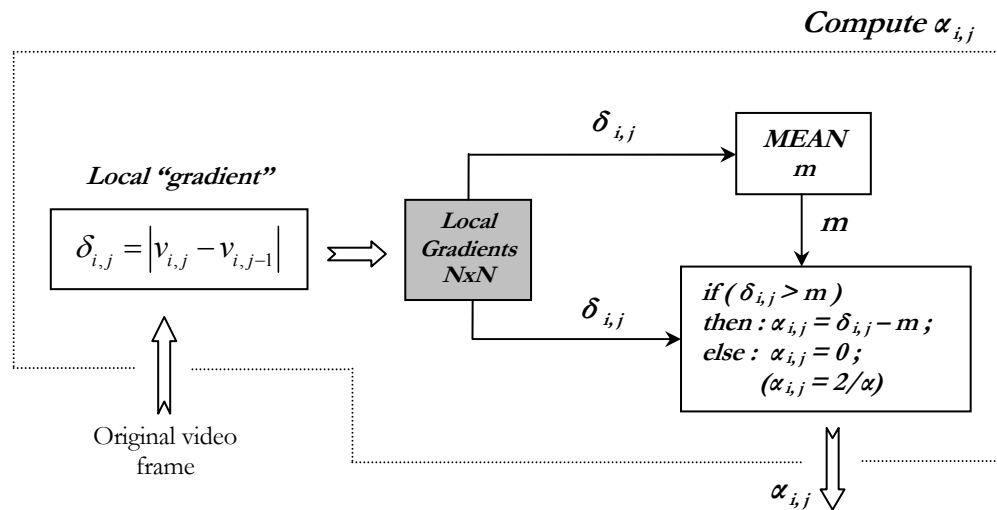 Compute α i, j
δ i, j
MEAN
m
Local “gradient”
δi,j = |vi,j − vi,j−1|
Local
Gradients
NxN
m
δ i, j
if ( δ i, j > m )
then : α i, j = δ i, j – m ;
else : α i, j = 0 ;
(α i, j = 2/α)
Original video
frame
α i, j